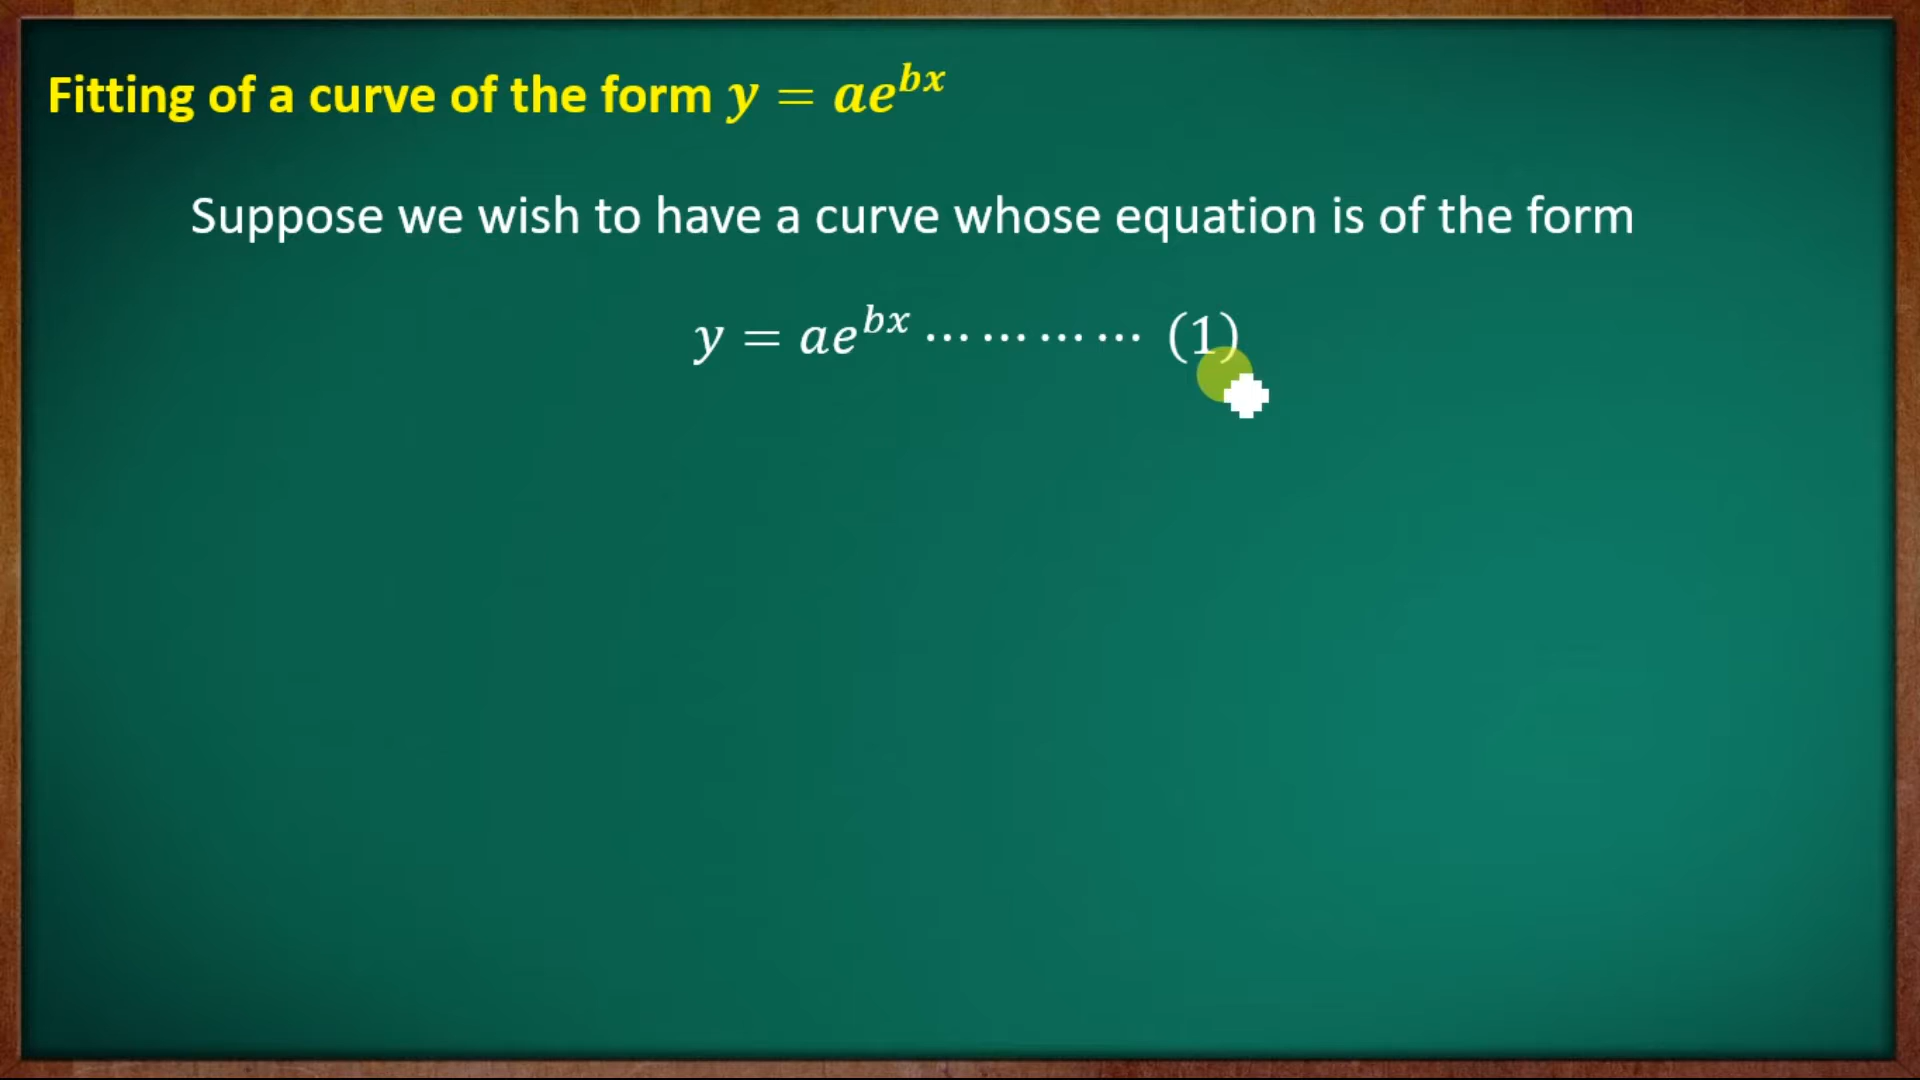 Fitting of a curve of the form y = ae^{bx}
Suppose we wish to have a curve whose equation is of the form
y = ae^{bx} ... ... ... ... (1)